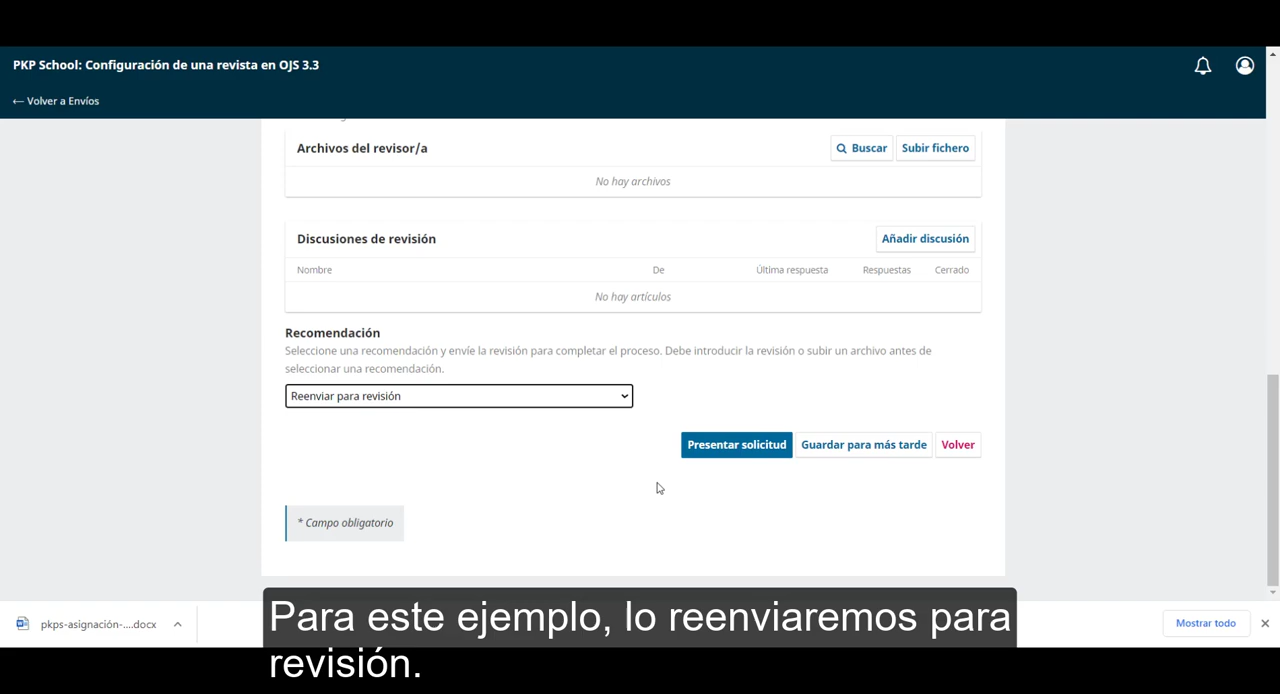 PKP School: Configuración de una revista en OJS 3.3
← Volver a Envíos
Archivos del revisor/a
Buscar
Subir fichero
No hay archivos
Discusiones de revisión
Añadir discusión
Nombre De Última respuesta Respuestas Cerrado
No hay artículos
Recomendación
Seleccione una recomendación y envíe la revisión para completar el proceso. Debe introducir la revisión o subir un archivo antes de
seleccionar una recomendación.
Reenviar para revisión
Presentar solicitud Guardar para más tarde Volver
* Campo obligatorio
pkps-asignación-....docx
Mostrar todo
Para este ejemplo, lo reenviaremos para
revisión.